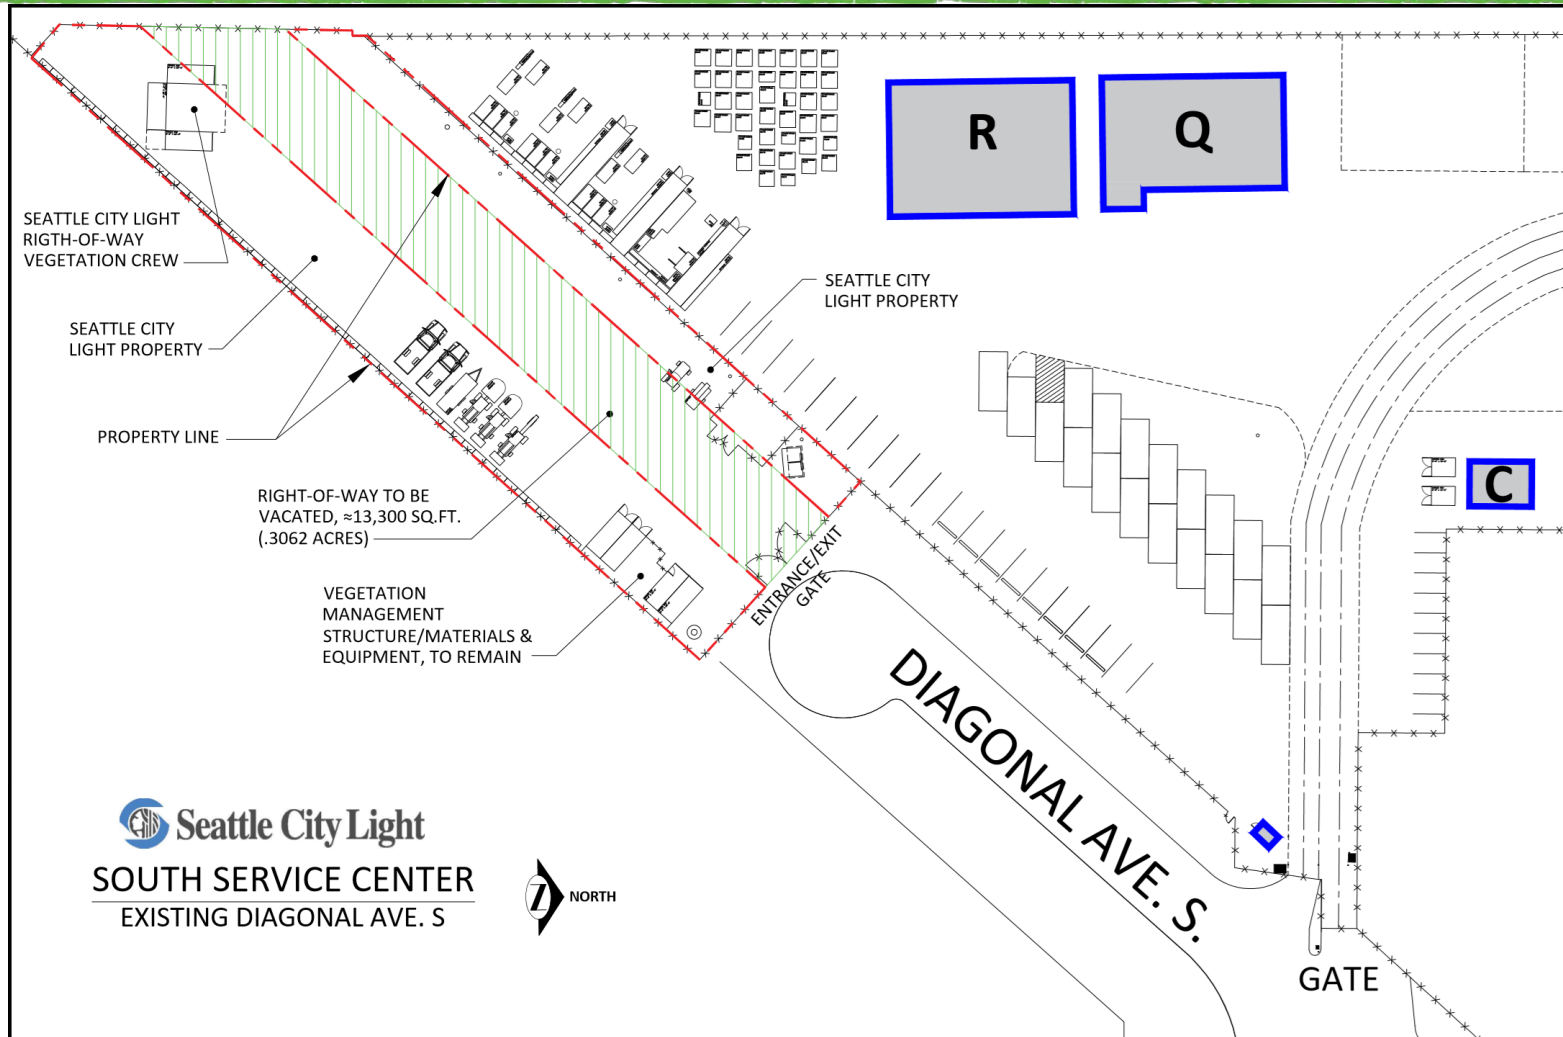 R
Q
SEATTLE CITY LIGHT
RIGTH-OF-WAY
VEGETATION CREW
SEATTLE CITY
LIGHT PROPERTY
SEATTLE CITY
LIGHT PROPERTY
PROPERTY LINE
C
RIGHT-OF-WAY TO BE
VACATED, ≈13,300 SQ.FT.
(.3062 ACRES)
ENTRANCE/EXIT
GATE
VEGETATION
MANAGEMENT
STRUCTURE/MATERIALS &
EQUIPMENT, TO REMAIN
DIAGONAL AVE. S.
Seattle City Light
SOUTH SERVICE CENTER
EXISTING DIAGONAL AVE. S
Z
NORTH
GATE